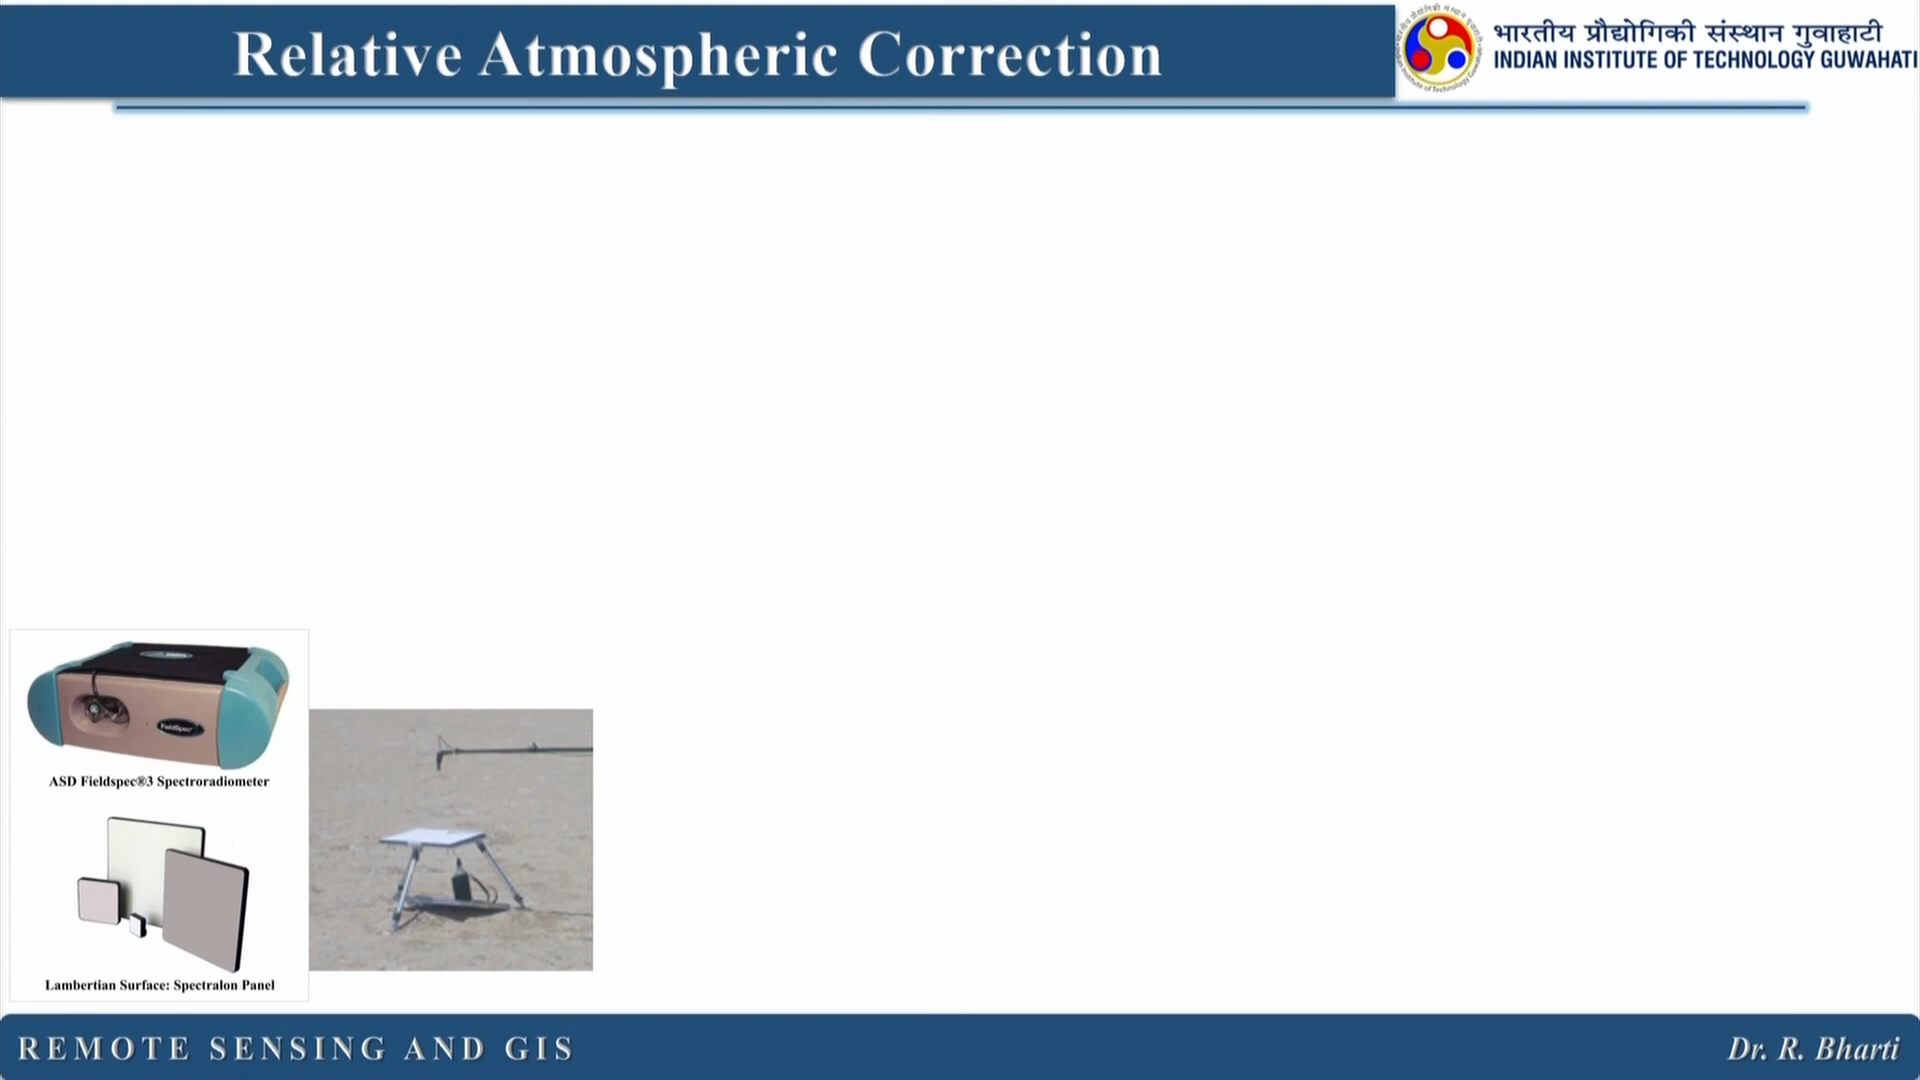 Relative Atmospheric Correction
भारतीय प्रौद्योगिकी संस्थान गुवाहाटी
INDIAN INSTITUTE OF TECHNOLOGY GUWAHATI
FieldSpec
ASD Fieldspec®3 Spectroradiometer
Lambertian Surface: Spectralon Panel
REMOTE SENSING AND GIS
Dr. R. Bharti